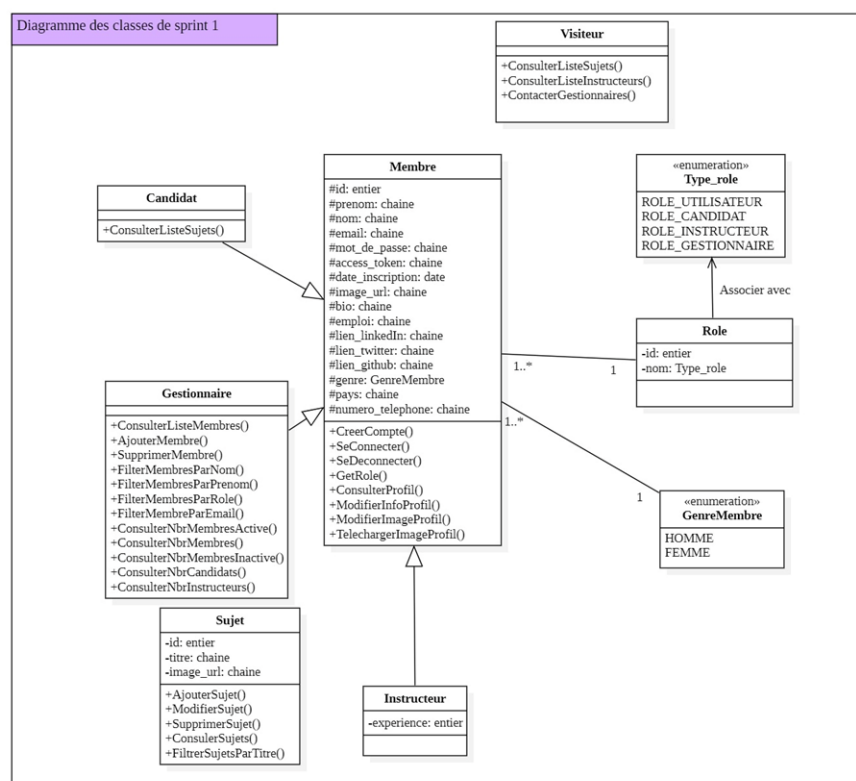 Diagramme des classes de sprint 1
Visiteur
+ConsulterListeSujets()
+ConsulterListeInstructeurs()
+ContacterGestionnaires()
Membre
#id: entier
#prenom: chaine
#nom: chaine
#email: chaine
#mot_de_passe: chaine
#access_token: chaine
#date_inscription: date
#image_url: chaine
#bio: chaine
#emploi: chaine
#lien_linkedIn: chaine
#lien_twitter: chaine
#lien_github: chaine
#genre: GenreMembre
#pays: chaine
#numero_telephone: chaine
+CreerCompte()
+SeConnecter()
+SeDeconnecter()
+GetRole()
+ConsulterProfil()
+ModifierInfoProfil()
+ModifierImageProfil()
+TelechargerImageProfil()
«enumeration»
Type_role
ROLE_UTILISATEUR
ROLE_CANDIDAT
ROLE_INSTRUCTEUR
ROLE_GESTIONNAIRE
Candidat
+ConsulterListeSujets()
Associer avec
Role
-id: entier
-nom: Type_role
1..*
1
Gestionnaire
+ConsulterListeMembres()
+AjouterMembre()
+SupprimerMembre()
+FilterMembresParNom()
+FilterMembresParPrenom()
+FilterMembresParRole()
+FilterMembreParEmail()
+ConsulterNbrMembresActive()
+ConsulterNbrMembres()
+ConsulterNbrMembresInactive()
+ConsulterNbrCandidats()
+ConsulterNbrInstructeurs()
1..*
1
«enumeration»
GenreMembre
HOMME
FEMME
Sujet
-id: entier
-titre: chaine
-image_url: chaine
+AjouterSujet()
+ModifierSujet()
+SupprimerSujet()
+ConsulerSujets()
+FiltrerSujetsParTitre()
Instructeur
-experience: entier